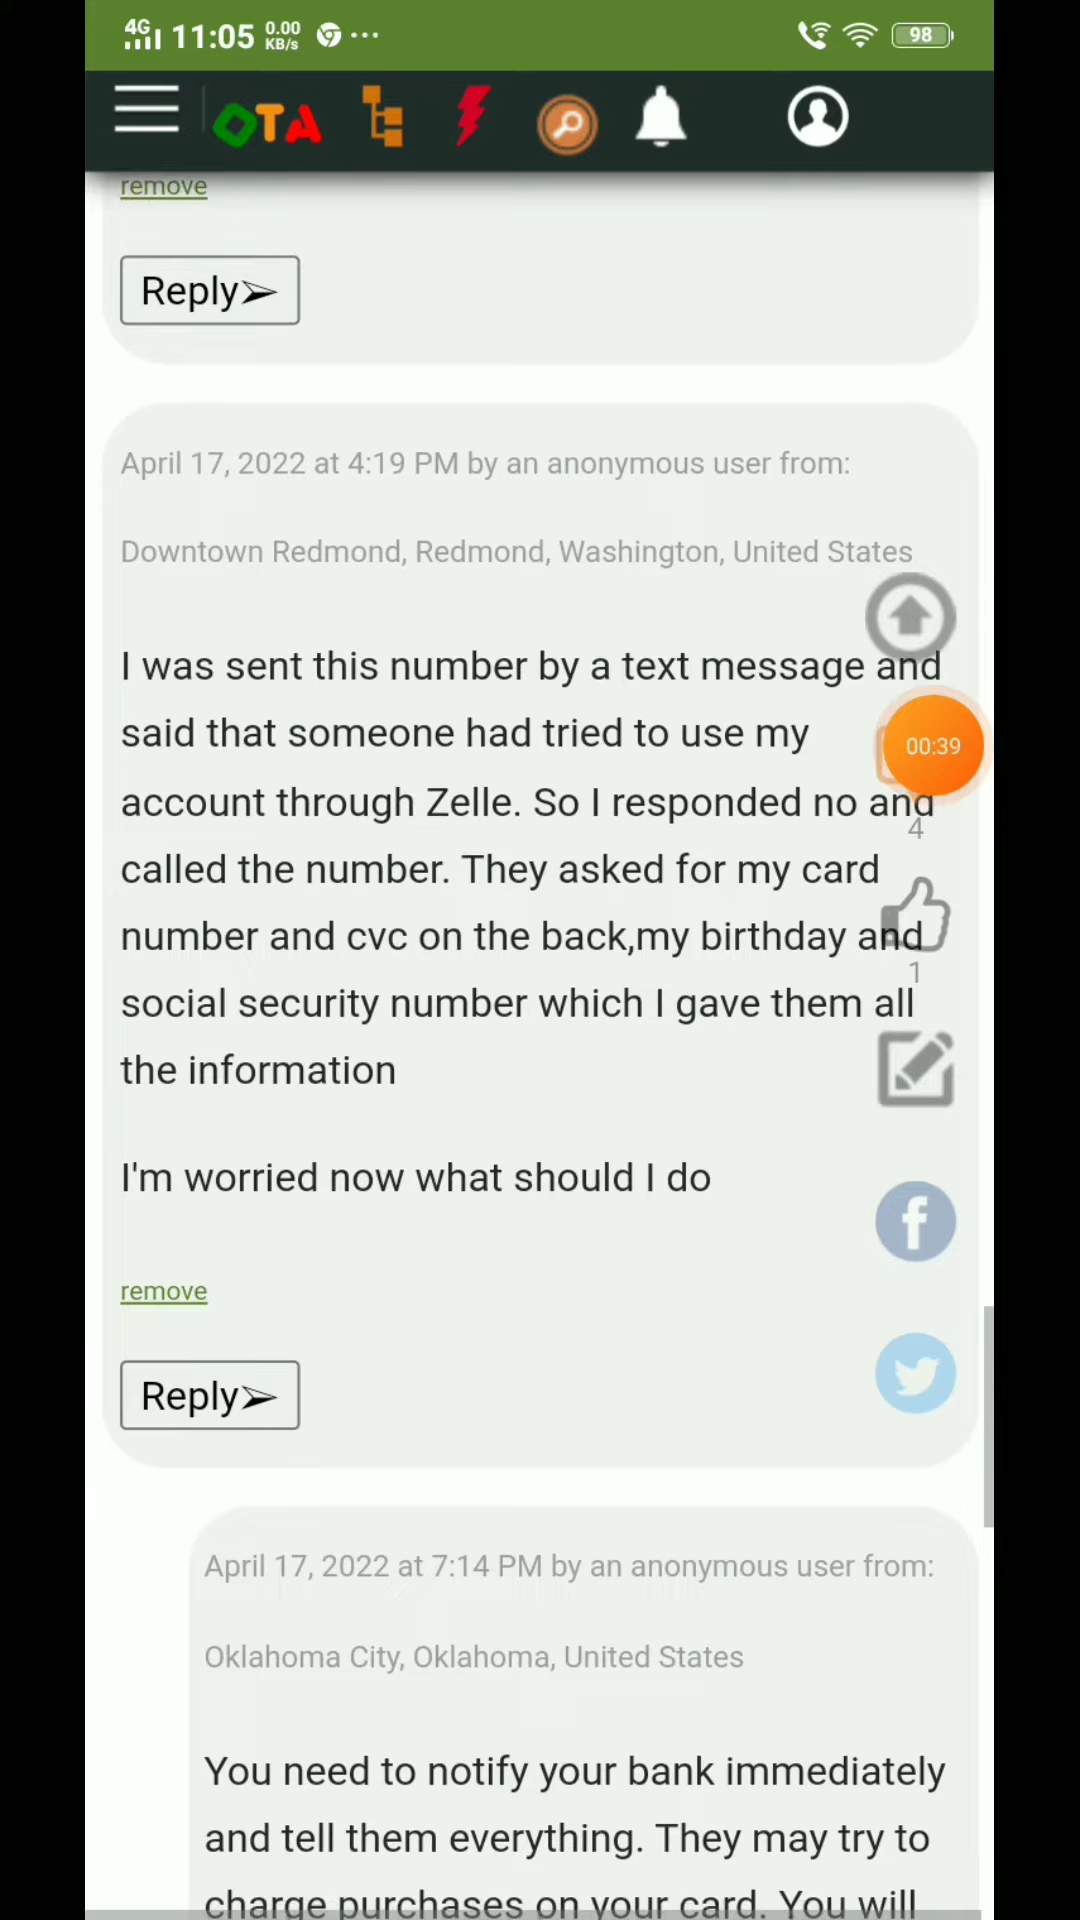 4G 11:05 0.00 KB/s ... 98
OTA
remove
Reply➢
April 17, 2022 at 4:19 PM by an anonymous user from:
Downtown Redmond, Redmond, Washington, United States
I was sent this number by a text message and
said that someone had tried to use my
00:39
account through Zelle. So I responded no and
4
called the number. They asked for my card
number and cvc on the back,my birthday and
1
social security number which I gave them all
the information
I'm worried now what should I do
remove
Reply➢
April 17, 2022 at 7:14 PM by an anonymous user from:
Oklahoma City, Oklahoma, United States
You need to notify your bank immediately
and tell them everything. They may try to
charge purchases on your card. You will